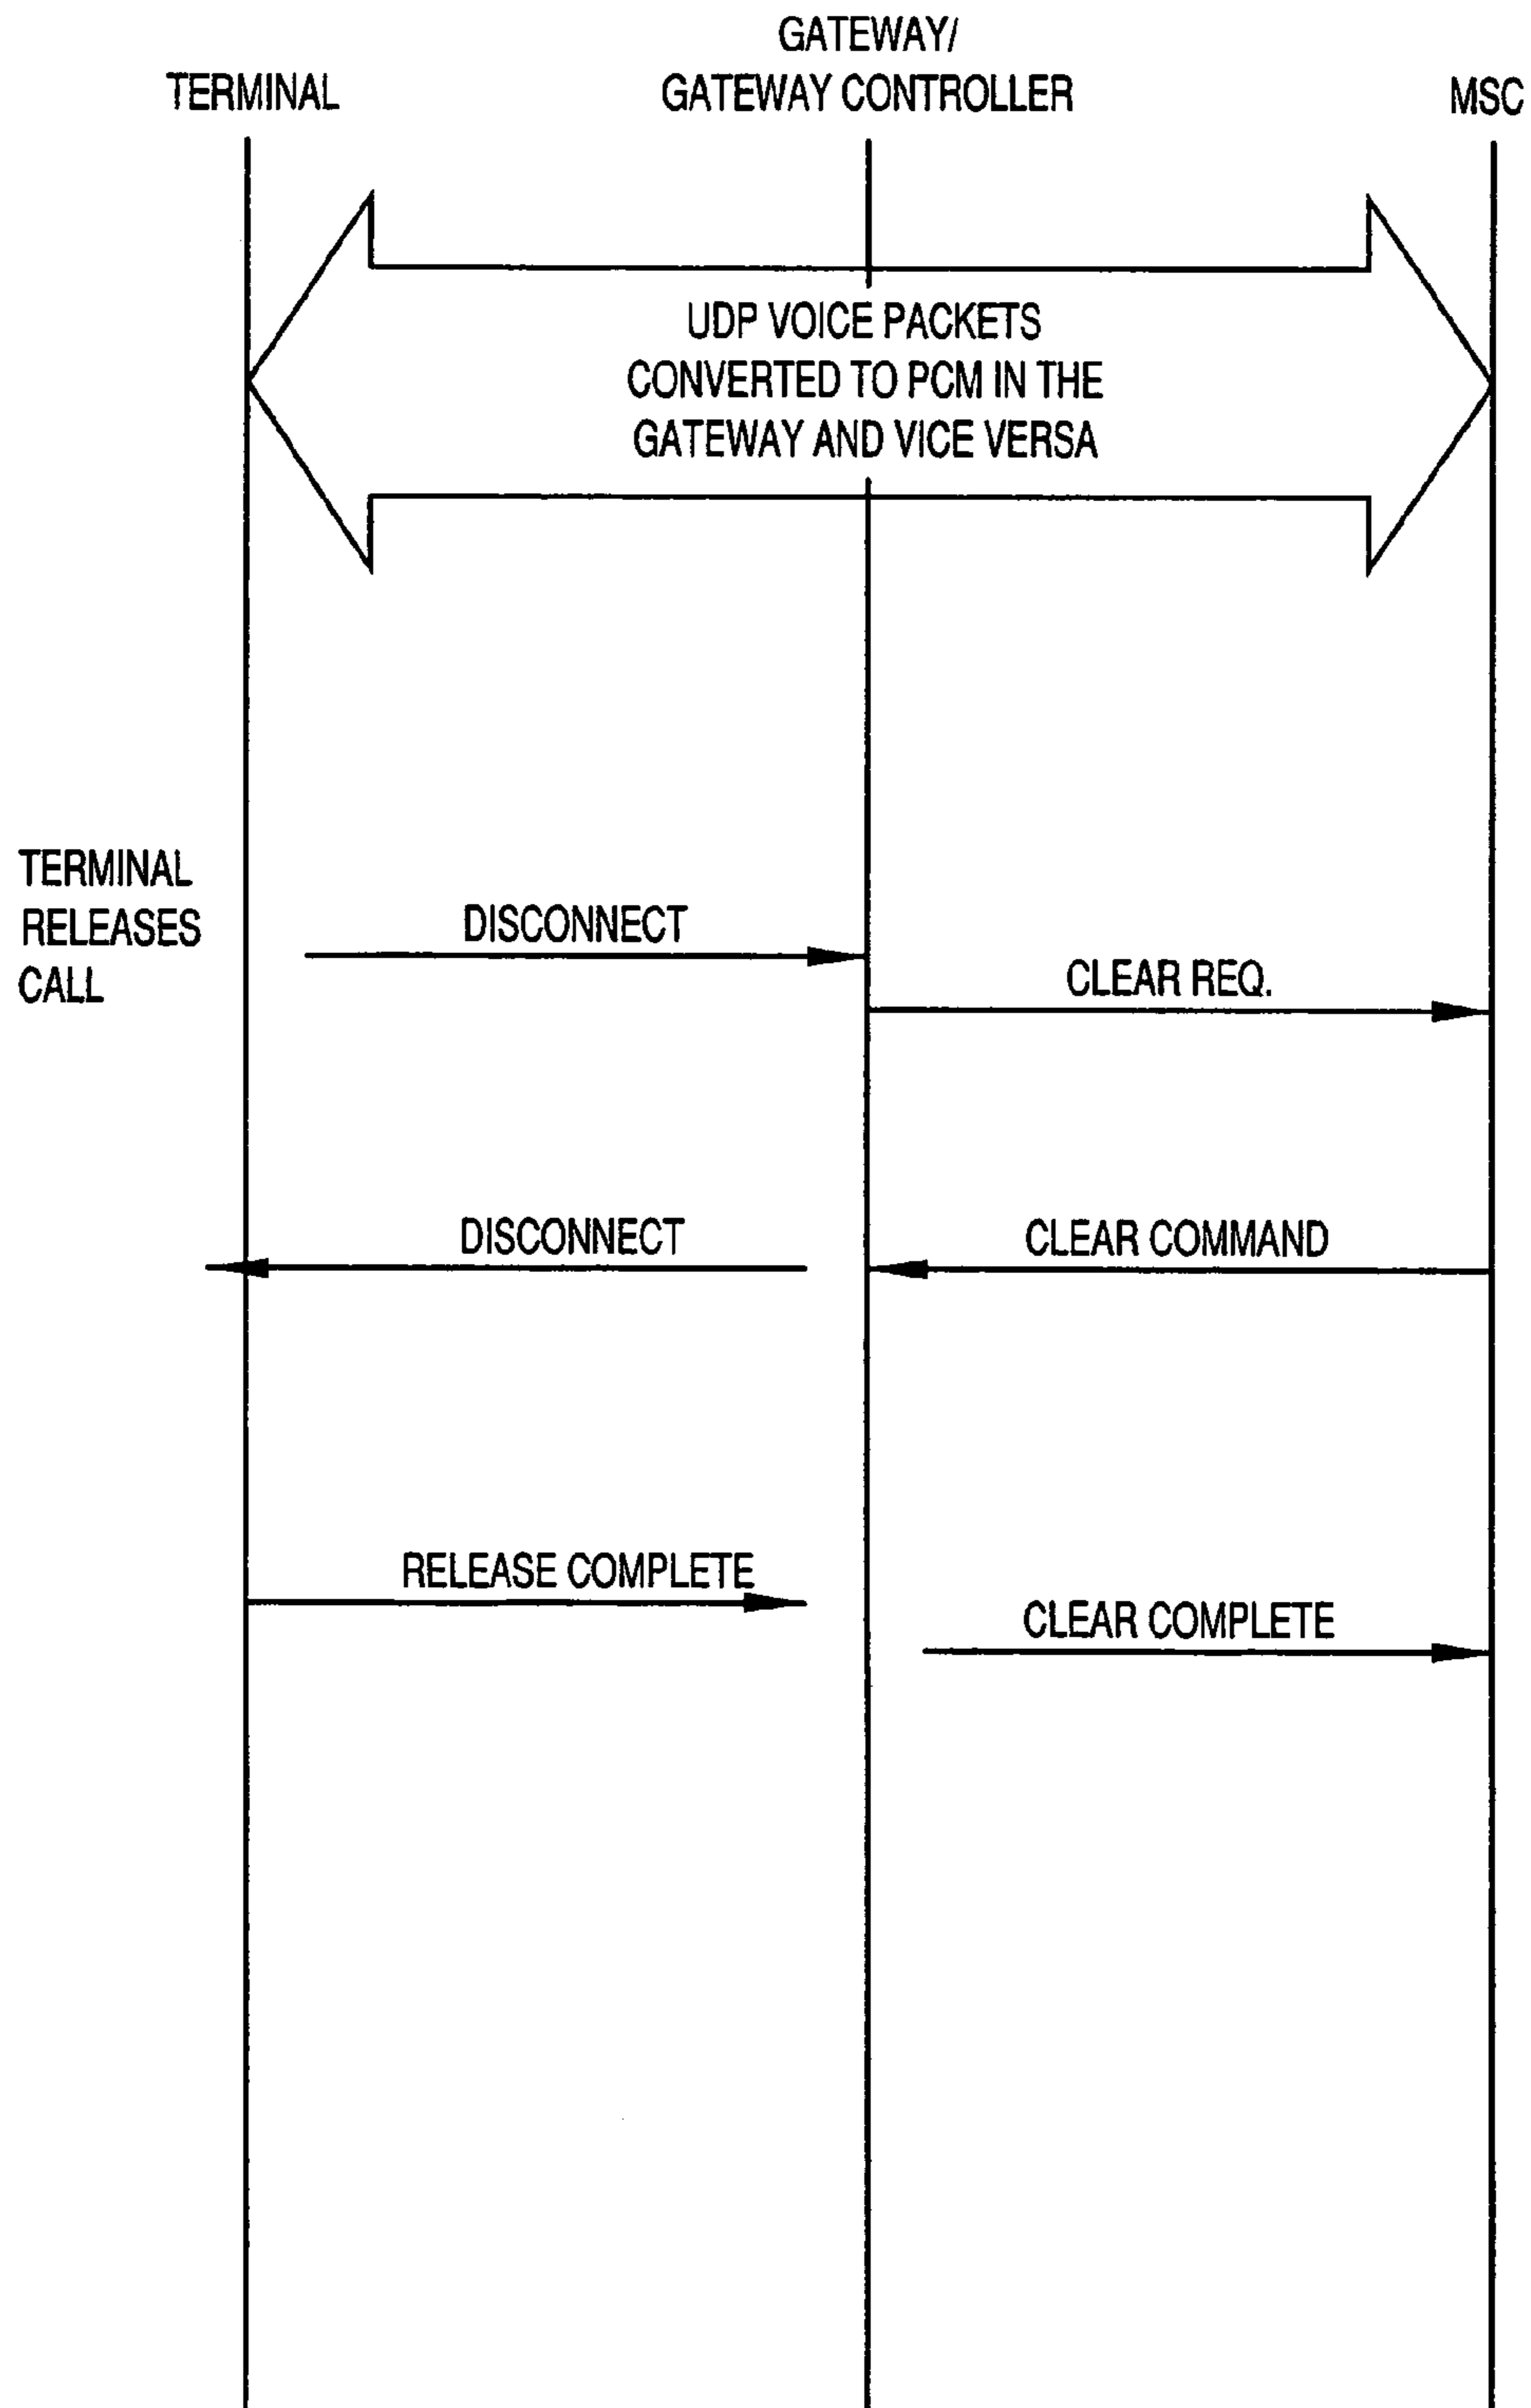 TERMINAL
GATEWAY/
GATEWAY CONTROLLER
MSC
UDP VOICE PACKETS
CONVERTED TO PCM IN THE
GATEWAY AND VICE VERSA
TERMINAL
RELEASES
CALL
DISCONNECT
CLEAR REQ.
DISCONNECT
CLEAR COMMAND
RELEASE COMPLETE
CLEAR COMPLETE